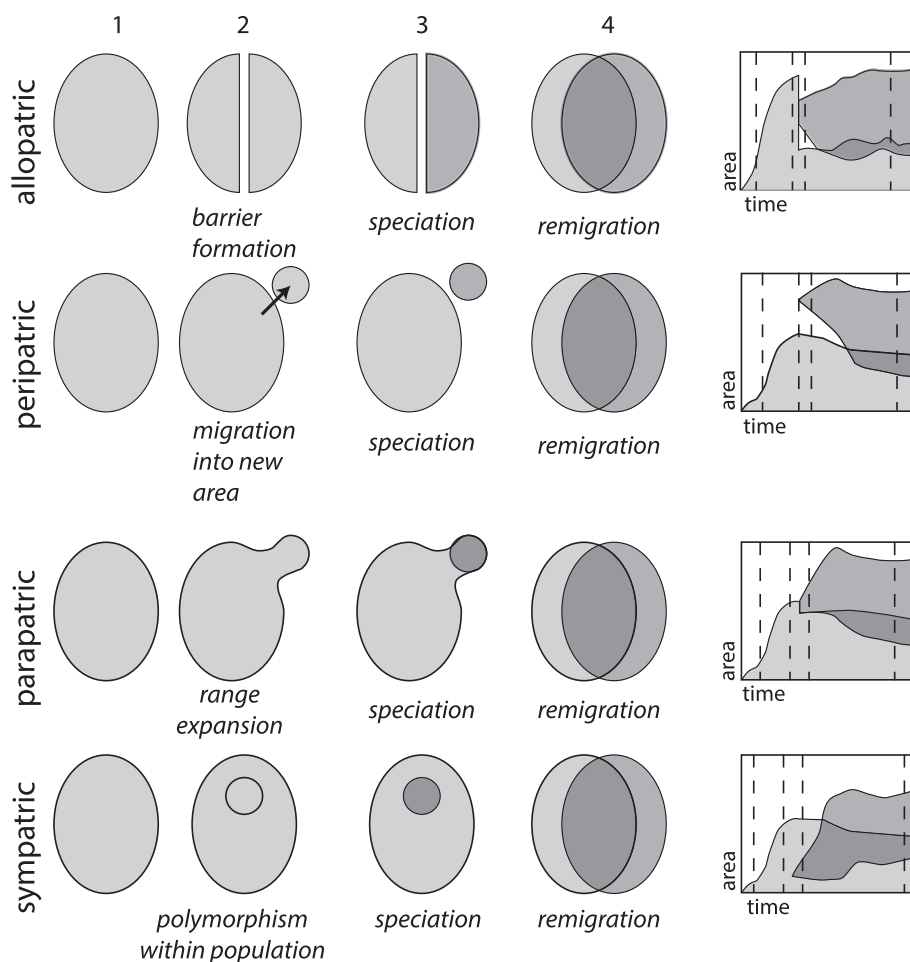 1 2 3 4
allopatric
barrier
formation
speciation
remigration
area
time
peripatric
migration
into new
area
speciation
remigration
area
time
parapatric
range
expansion
speciation
remigration
area
time
sympatric
polymorphism
within population
speciation
remigration
area
time